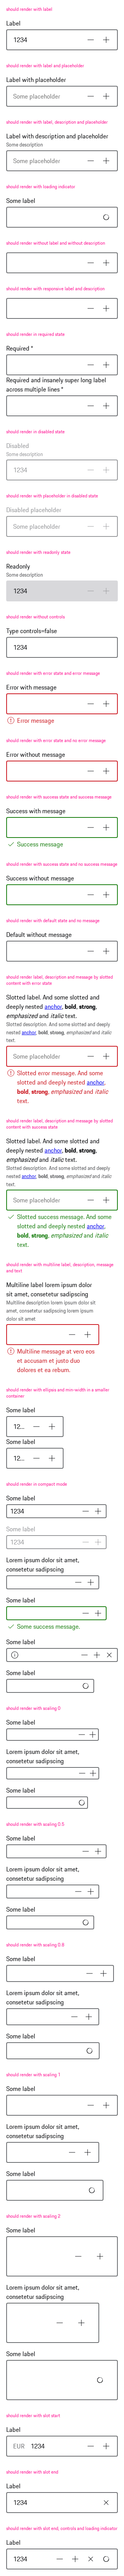 should render with label
Label
1234
should render with label and placeholder
Label with placeholder
Some placeholder
should render with label, description and placeholder
Label with description and placeholder
Some description
Some placeholder
should render with loading indicator
Some label
should render without label and without description
should render with responsive label and description
should render in required state
Required *
Required and insanely super long label
across multiple lines *
should render in disabled state
Disabled
Some description
1234
should render with placeholder in disabled state
Disabled placeholder
Some placeholder
should render with readonly state
Readonly
Some description
1234
should render without controls
Type controls=false
1234
should render with error state and error message
Error with message
Error message
should render with error state and no error message
Error without message
should render with success state and success message
Success with message
Success message
should render with success state and no success message
Success without message
should render with default state and no message
Default without message
should render label, description and message by slotted
content with error state
Slotted label. And some slotted and
deeply nested anchor, bold, strong,
emphasized and italic text.
Slotted description. And some slotted and deeply
nested anchor, bold, strong, emphasized and italic
text.
Some placeholder
Slotted error message. And some
slotted and deeply nested anchor,
bold, strong, emphasized and italic
text.
should render label, description and message by slotted
content with success state
Slotted label. And some slotted and
deeply nested anchor, bold, strong,
emphasized and italic text.
Slotted description. And some slotted and deeply
nested anchor, bold, strong, emphasized and italic
text.
Some placeholder
Slotted success message. And some
slotted and deeply nested anchor,
bold, strong, emphasized and italic
text.
should render with multiline label, description, message
and text
Multiline label lorem ipsum dolor
sit amet, consetetur sadipscing
Multiline description lorem ipsum dolor sit
amet, consetetur sadipscing lorem ipsum
dolor sit amet
Multiline message at vero eos
et accusam et justo duo
dolores et ea rebum.
should render with ellipsis and min-width in a smaller
container
Some label
12…
Some label
12…
should render in compact mode
Some label
1234
Some label
1234
Lorem ipsum dolor sit amet,
consetetur sadipscing
Some label
Some success message.
Some label
Some label
should render with scaling 0
Some label
Lorem ipsum dolor sit amet,
consetetur sadipscing
Some label
should render with scaling 0.5
Some label
Lorem ipsum dolor sit amet,
consetetur sadipscing
Some label
should render with scaling 0.8
Some label
Lorem ipsum dolor sit amet,
consetetur sadipscing
Some label
should render with scaling 1
Some label
Lorem ipsum dolor sit amet,
consetetur sadipscing
Some label
should render with scaling 2
Some label
Lorem ipsum dolor sit amet,
consetetur sadipscing
Some label
should render with slot start
Label
EUR 1234
should render with slot end
Label
1234
should render with slot end, controls and loading indicator
Label
1234